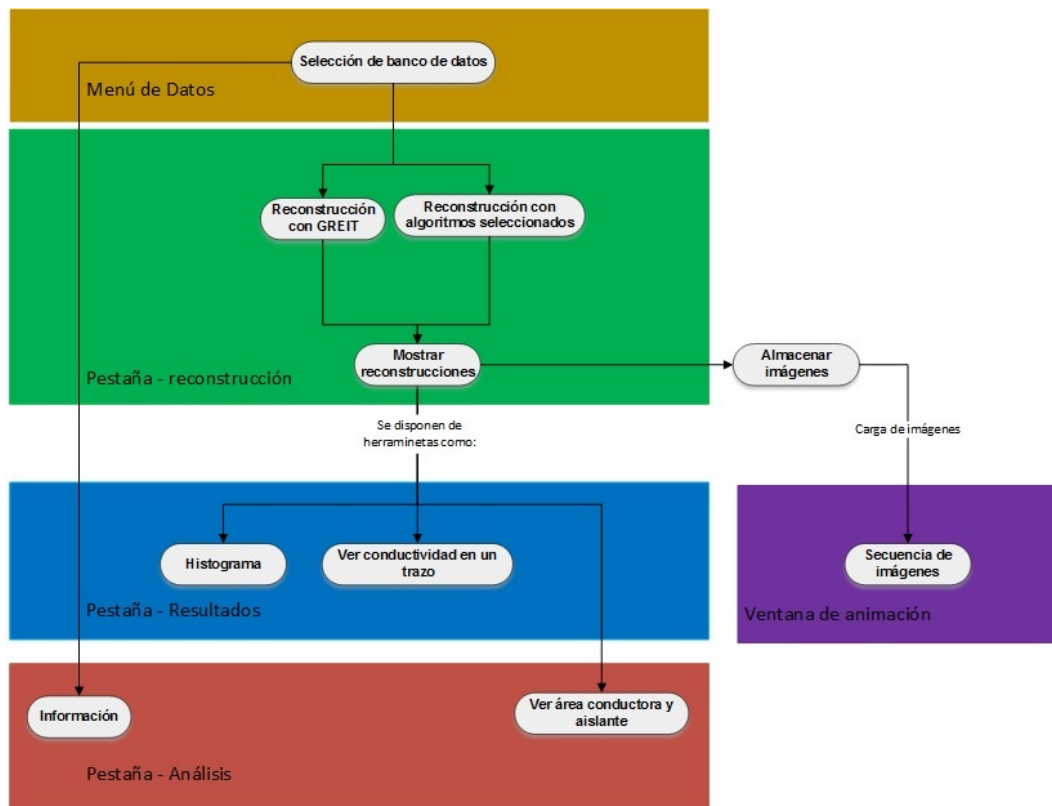 Selección de banco de datos
Menú de Datos
Reconstrucción
con GREIT
Reconstrucción con
algoritmos seleccionados
Mostrar
reconstrucciones
Almacenar
imágenes
Pestaña - reconstrucción
Se disponen de
herraminetas como:
Carga de imágenes
Histograma
Ver conductividad en un
trazo
Secuencia de
imágenes
Pestaña - Resultados
Ventana de animación
Información
Ver área conductora y
aislante
Pestaña - Análisis